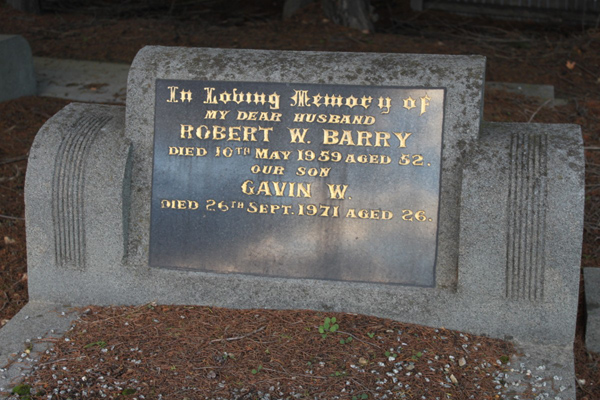 In Loving Memory of
MY DEAR HUSBAND
ROBERT W. BARRY
DIED 10TH MAY 1959 AGED 52.
OUR SON
GAVIN W.
DIED 26TH SEPT. 1971 AGED 26.